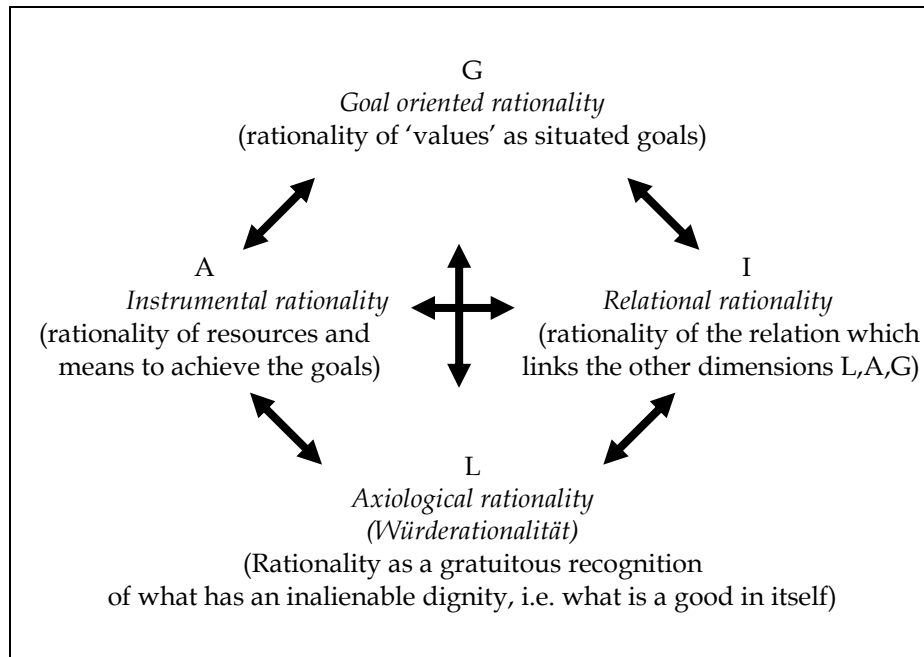 G
Goal oriented rationality
(rationality of ‘values’ as situated goals)
A
Instrumental rationality
(rationality of resources and
means to achieve the goals)
I
Relational rationality
(rationality of the relation which
links the other dimensions L,A,G)
L
Axiological rationality
(Würderationalität)
(Rationality as a gratuitous recognition
of what has an inalienable dignity, i.e. what is a good in itself)